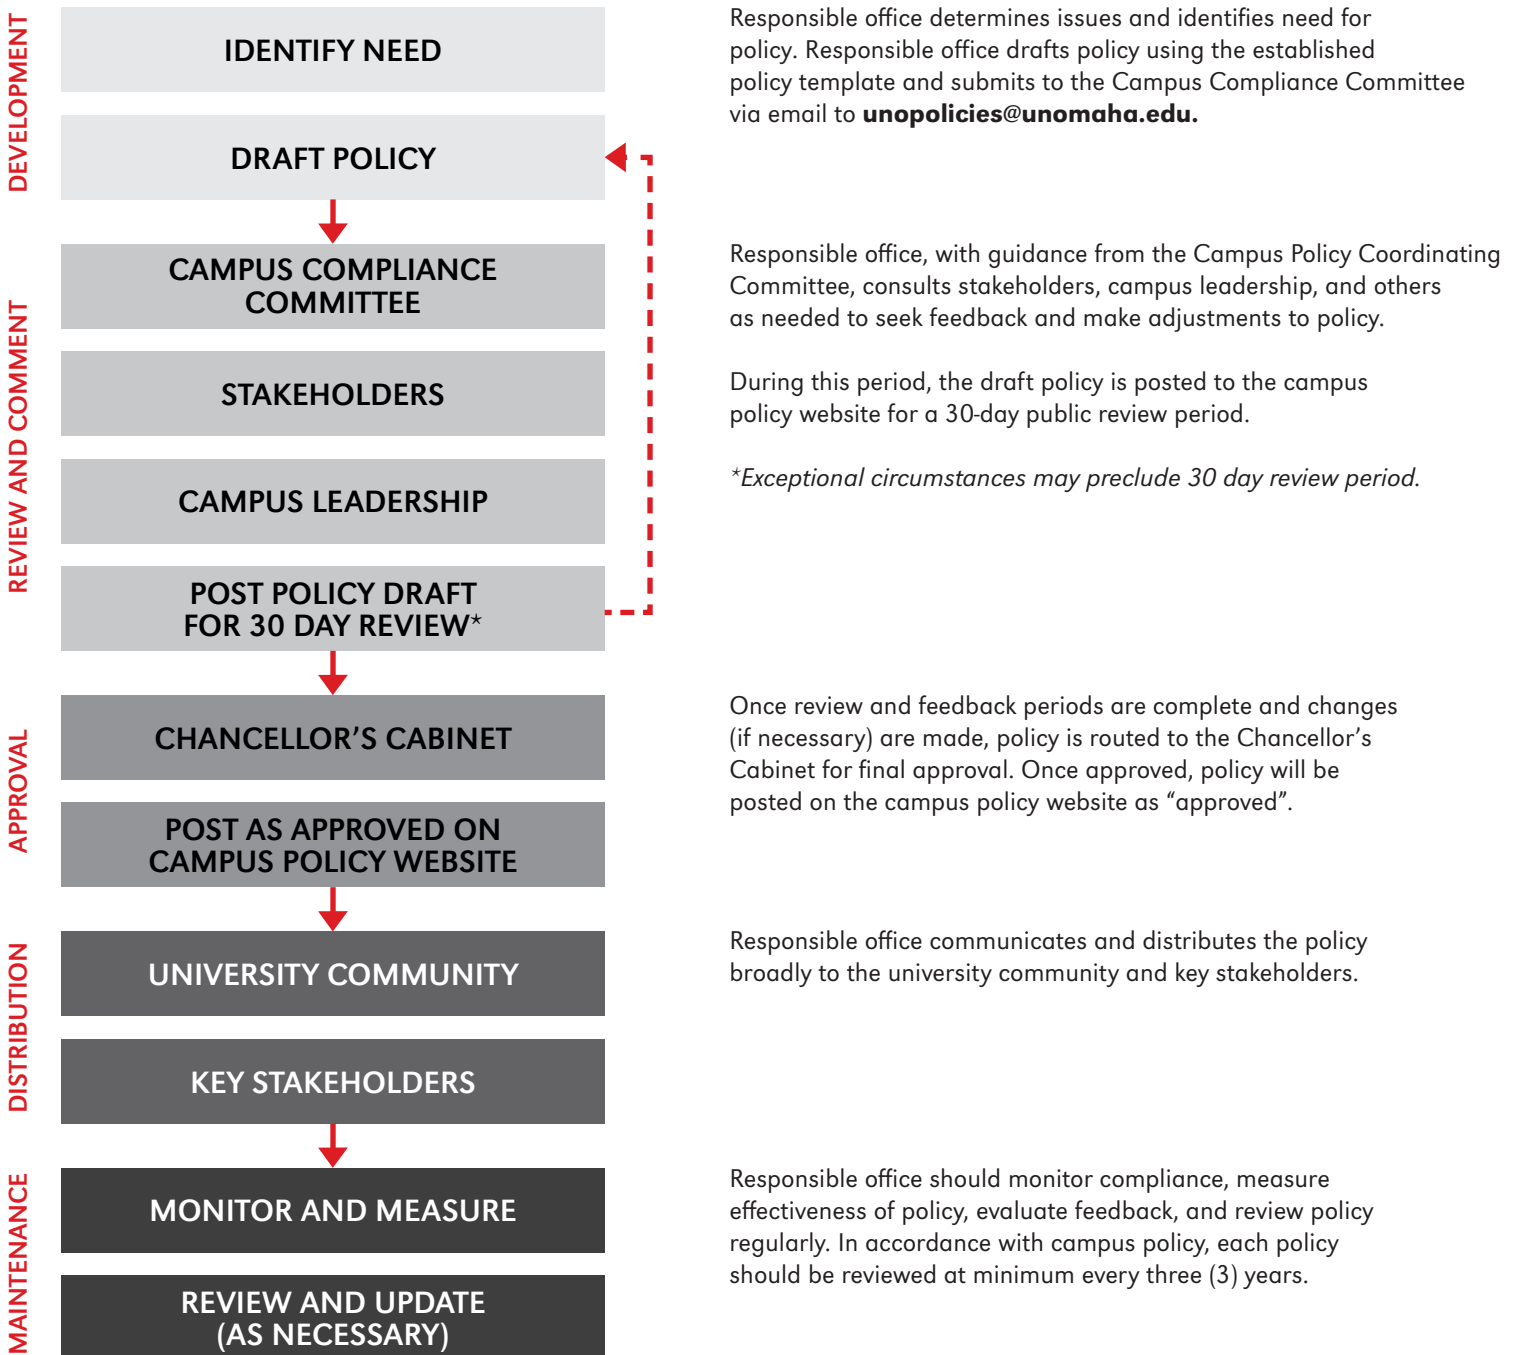 DEVELOPMENT
IDENTIFY NEED
DRAFT POLICY
Responsible office determines issues and identifies need for
policy. Responsible office drafts policy using the established
policy template and submits to the Campus Compliance Committee
via email to unopolicies@unomaha.edu.
REVIEW AND COMMENT
CAMPUS COMPLIANCE
COMMITTEE
STAKEHOLDERS
CAMPUS LEADERSHIP
POST POLICY DRAFT
FOR 30 DAY REVIEW*
Responsible office, with guidance from the Campus Policy Coordinating
Committee, consults stakeholders, campus leadership, and others
as needed to seek feedback and make adjustments to policy.
During this period, the draft policy is posted to the campus
policy website for a 30-day public review period.
*Exceptional circumstances may preclude 30 day review period.
APPROVAL
CHANCELLOR’S CABINET
POST AS APPROVED ON
CAMPUS POLICY WEBSITE
Once review and feedback periods are complete and changes
(if necessary) are made, policy is routed to the Chancellor’s
Cabinet for final approval. Once approved, policy will be
posted on the campus policy website as “approved”.
DISTRIBUTION
UNIVERSITY COMMUNITY
KEY STAKEHOLDERS
Responsible office communicates and distributes the policy
broadly to the university community and key stakeholders.
MAINTENANCE
MONITOR AND MEASURE
REVIEW AND UPDATE
(AS NECESSARY)
Responsible office should monitor compliance, measure
effectiveness of policy, evaluate feedback, and review policy
regularly. In accordance with campus policy, each policy
should be reviewed at minimum every three (3) years.